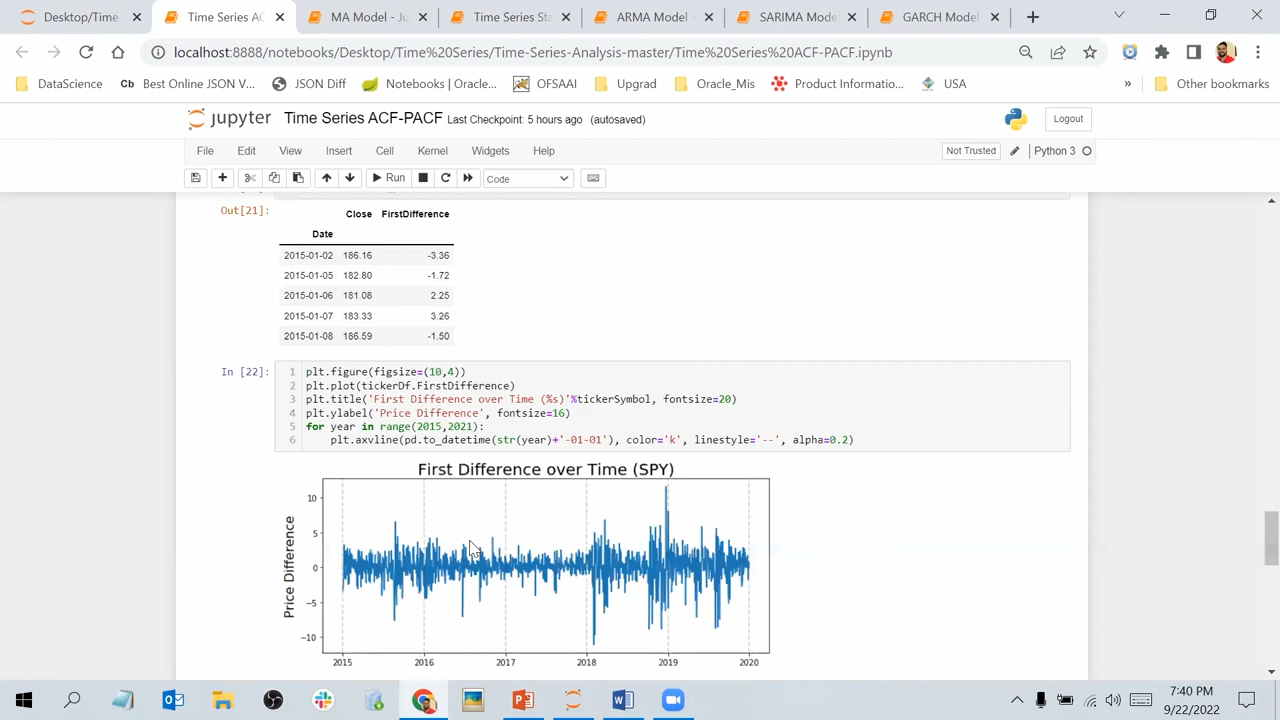 Desktop/Time
Time Series AC
MA Model - Ju
Time Series Sta
ARMA Model -
SARIMA Mode
GARCH Model
localhost:8888/notebooks/Desktop/Time%20Series/Time-Series-Analysis-master/Time%20Series%20ACF-PACF.ipynb
DataScience
Cb Best Online JSON V...
JSON Diff
Notebooks | Oracle...
OFSAAI
Upgrad
Oracle_Mis
Product Informatio...
USA
»
Other bookmarks
jupyter Time Series ACF-PACF Last Checkpoint: 5 hours ago (autosaved)
Logout
File Edit View Insert Cell Kernel Widgets Help
Not Trusted
Python 3
Run
Code
Out[21]:
Close FirstDifference
Date
2015-01-02 186.16 -3.36
2015-01-05 182.80 -1.72
2015-01-06 181.08 2.25
2015-01-07 183.33 3.26
2015-01-08 186.59 -1.50
In [22]:
1 plt.figure(figsize=(10,4))
2 plt.plot(tickerDf.FirstDifference)
3 plt.title('First Difference over Time (%s)'%tickerSymbol, fontsize=20)
4 plt.ylabel('Price Difference', fontsize=16)
5 for year in range(2015,2021):
6 plt.axvline(pd.to_datetime(str(year)+'-01-01'), color='k', linestyle='--', alpha=0.2)
First Difference over Time (SPY)
Price Difference
10
5
0
−5
−10
2015 2016 2017 2018 2019 2020
7:40 PM
9/22/2022